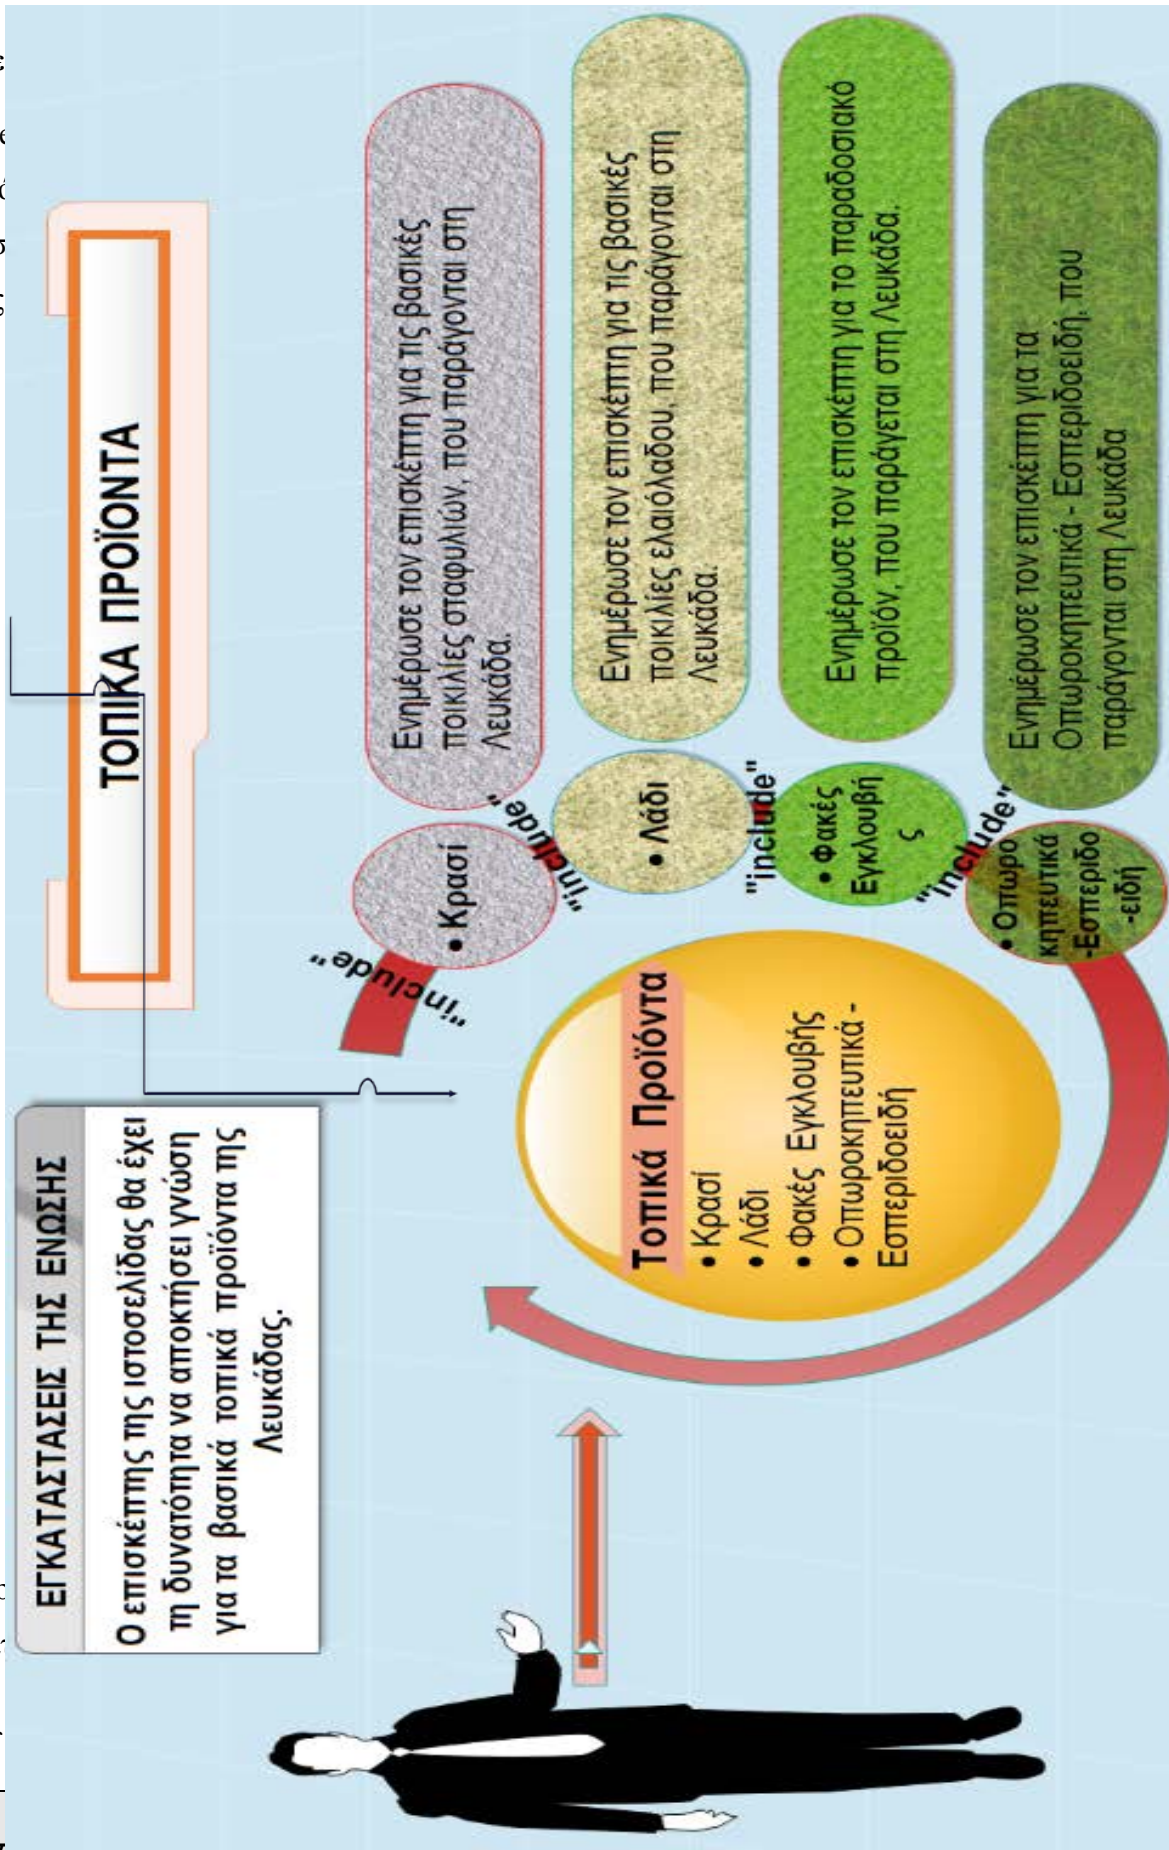 ΤΟΠΙΚΑ ΠΡΟΪΟΝΤΑ
ΕΓΚΑΤΑΣΤΑΣΕΙΣ ΤΗΣ ΕΝΩΣΗΣ
Ο επισκέπτης της ιστοσελίδας θα έχει
τη δυνατότητα να αποκτήσει γνώση
για τα βασικά τοπικά προϊόντα της
Λευκάδας.
Τοπικά Προϊόντα
• Κρασί
• Λάδι
• Φακές Εγκλουβής
• Οπωροκηπευτικά -
Εσπεριδοειδή
"include"
• Κρασί
Ενημέρωσε τον επισκέπτη για τις βασικές
ποικιλίες σταφυλιών, που παράγονται στη
Λευκάδα.
"include"
• Λάδι
Ενημέρωσε τον επισκέπτη για τις βασικές
ποικιλίες ελαιόλαδου, που παράγονται στη
Λευκάδα.
"include"
• Φακές
Εγκλουβή
ς
Ενημέρωσε τον επισκέπτη για το παραδοσιακό
προϊόν, που παράγεται στη Λευκάδα.
"include"
• Οπωρο
κηπευτικά
-Εσπεριδο
-ειδή
Ενημέρωσε τον επισκέπτη για τα
Οπωροκηπευτικά - Εσπεριδοειδή, που
παράγονται στη Λευκάδα